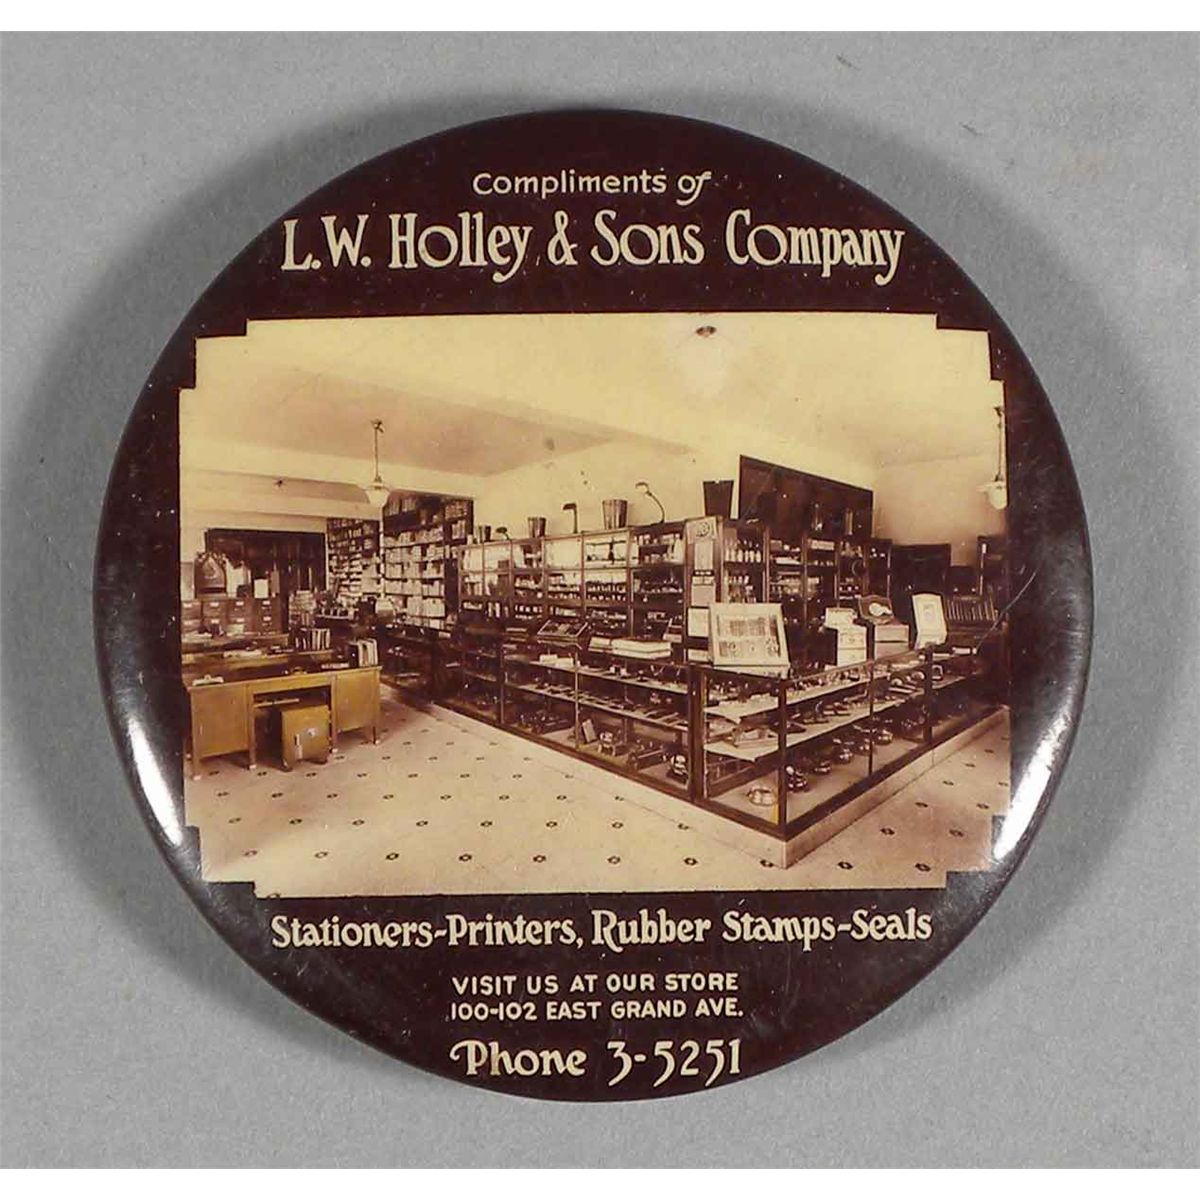 Compliments of
L.W. Holley & Sons Company
Stationers-Printers, Rubber Stamps-Seals
VISIT US AT OUR STORE
100-102 EAST GRAND AVE.
Phone 3-5251